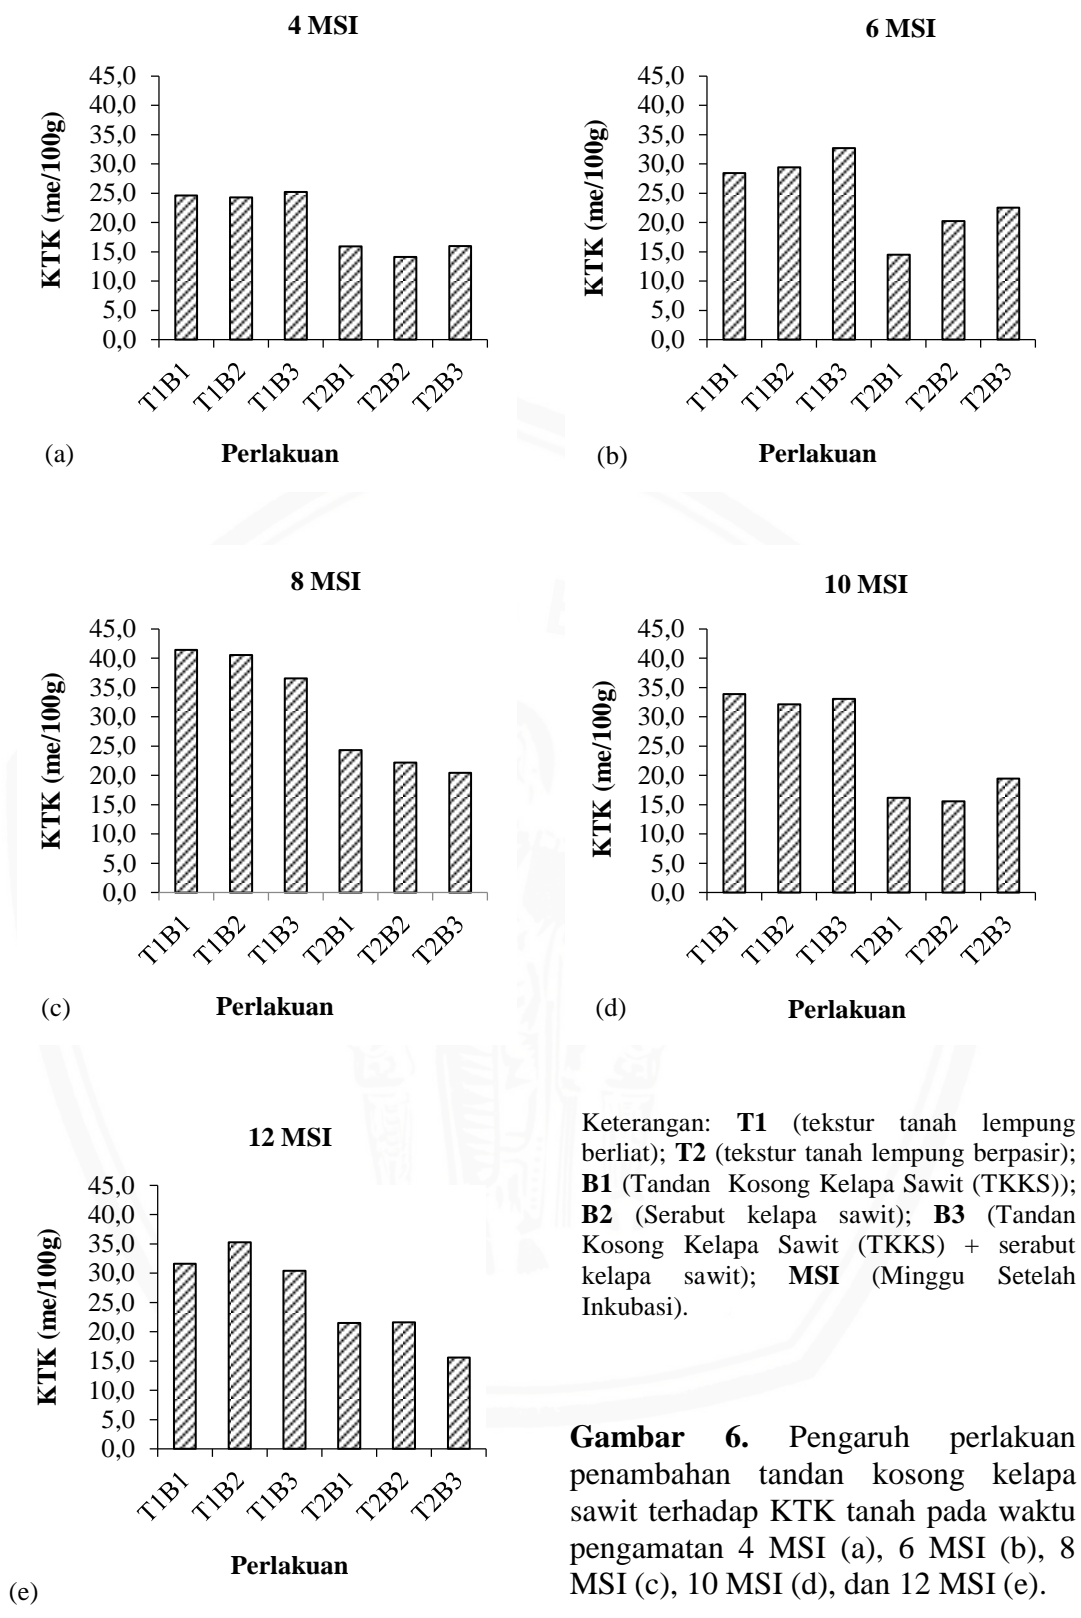 4 MSI
45,0
40,0
35,0
30,0
25,0
20,0
15,0
10,0
5,0
0,0
KTK (me/100g)
T1B1
T1B2
T1B3
T2B1
T2B2
T2B3
(a)
Perlakuan
6 MSI
45,0
40,0
35,0
30,0
25,0
20,0
15,0
10,0
5,0
0,0
KTK (me/100g)
T1B1
T1B2
T1B3
T2B1
T2B2
T2B3
(b)
Perlakuan
8 MSI
45,0
40,0
35,0
30,0
25,0
20,0
15,0
10,0
5,0
0,0
KTK (me/100g)
T1B1
T1B2
T1B3
T2B1
T2B2
T2B3
(c)
Perlakuan
10 MSI
45,0
40,0
35,0
30,0
25,0
20,0
15,0
10,0
5,0
0,0
KTK (me/100g)
T1B1
T1B2
T1B3
T2B1
T2B2
T2B3
(d)
Perlakuan
12 MSI
45,0
40,0
35,0
30,0
25,0
20,0
15,0
10,0
5,0
0,0
KTK (me/100g)
T1B1
T1B2
T1B3
T2B1
T2B2
T2B3
Perlakuan
(e)
Keterangan: T1 (tekstur tanah lempung
berliat); T2 (tekstur tanah lempung berpasir);
B1 (Tandan Kosong Kelapa Sawit (TKKS));
B2 (Serabut kelapa sawit); B3 (Tandan
Kosong Kelapa Sawit (TKKS) + serabut
kelapa sawit); MSI (Minggu Setelah
Inkubasi).
Gambar 6. Pengaruh perlakuan
penambahan tandan kosong kelapa
sawit terhadap KTK tanah pada waktu
pengamatan 4 MSI (a), 6 MSI (b), 8
MSI (c), 10 MSI (d), dan 12 MSI (e).